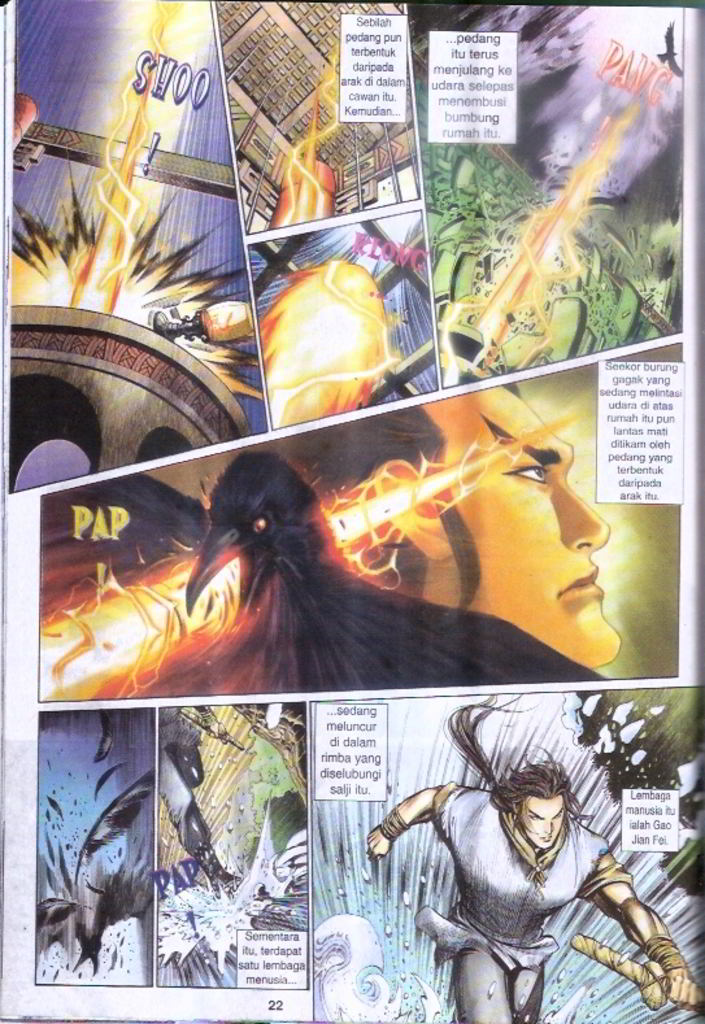 SHOO
!
Sebilah
pedang pun
terbentuk
daripada
arak di dalam
cawan itu.
Kemudian...
KLONG
...
...pedang
itu terus
menjulang ke
udara selepas
menembusi
bumbung
rumah itu.
PANG
Seekor burung
gagak yang
sedang melintasi
udara di atas
rumah itu pun
lantas mati
ditikam oleh
pedang yang
terbentuk
daripada
arak itu.
PAP
!
PAP
!
Sementara
itu, terdapat
satu lembaga
menusia...
...sedang
meluncur
di dalam
rimba yang
diselubungi
salji itu.
Lembaga
manusia itu
ialah Gao
Jian Fei.
22